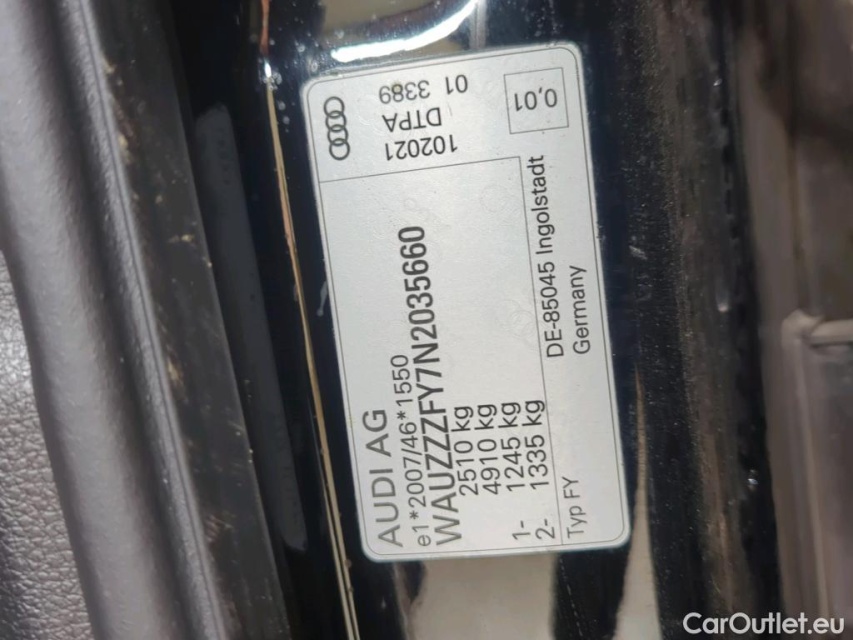 AUDI AG
e1*2007/46*1550
WAUZZZFY7N2035660
2510 kg
4910 kg
1- 1245 kg
2- 1335 kg
Typ FY
DE-85045 Ingolstadt
Germany
102021
DTPA
01 3389
0,01
CarOutlet.eu